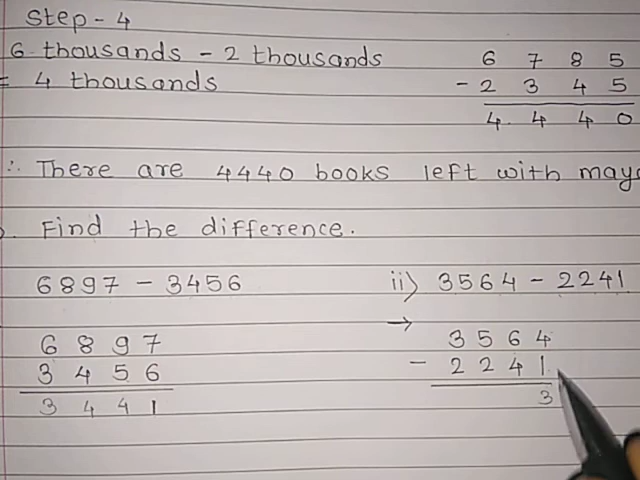 Step - 4
6 thousands - 2 thousands
= 4 thousands
6 7 8 5
- 2 3 4 5
4 4 4 0
∴ There are 4440 books left with
Find the difference.
6897 - 3456
6 8 9 7
3 4 5 6
3 4 4 1
ii) 3564 - 2241
→
3 5 6 4
- 2 2 4 1
3